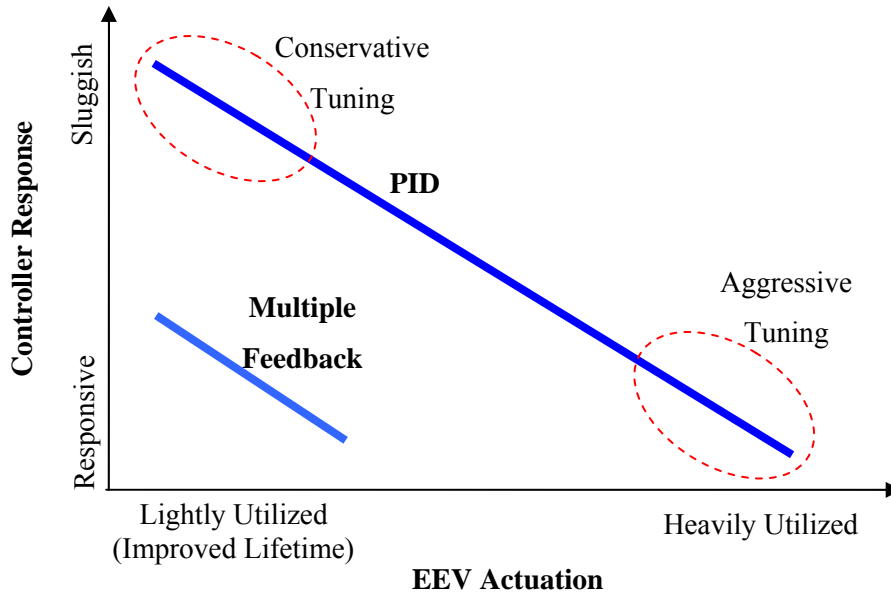 Conservative
Tuning
PID
Aggressive
Tuning
Multiple
Feedback
Controller Response
Sluggish
Responsive
Lightly Utilized
(Improved Lifetime)
Heavily Utilized
EEV Actuation